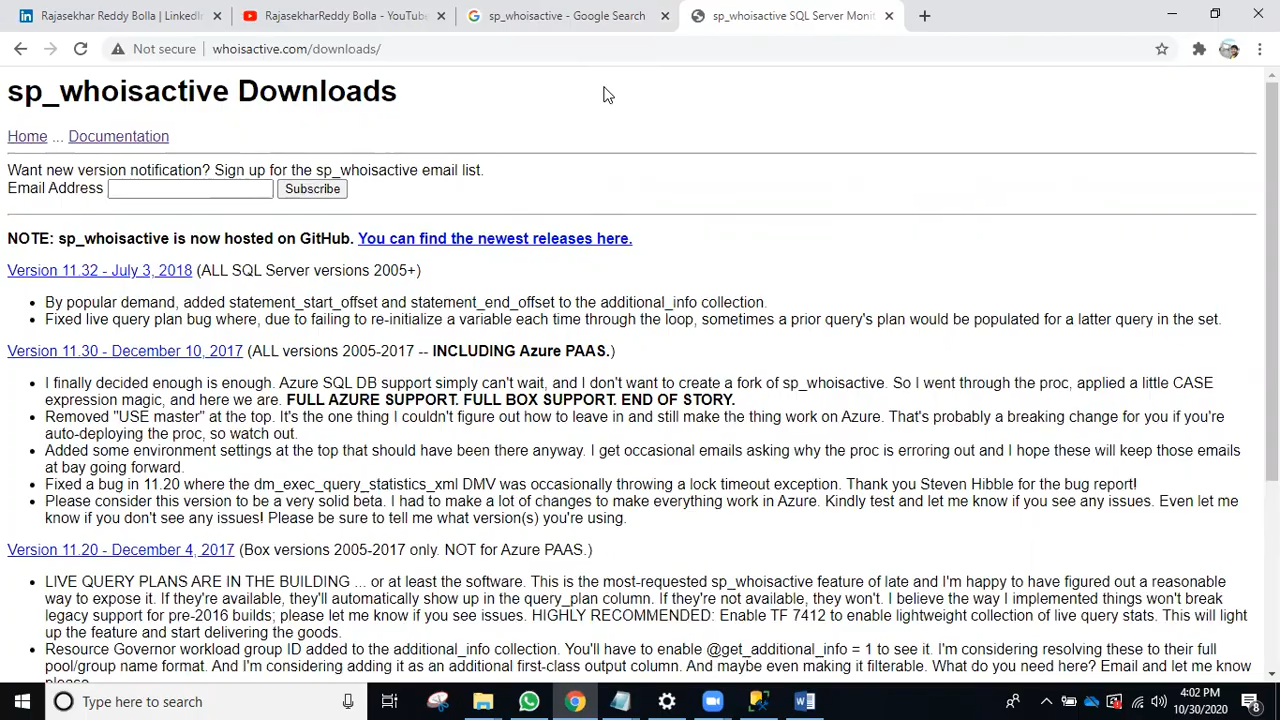 Rajasekhar Reddy Bolla | LinkedI
RajasekharReddy Bolla - YouTube
sp_whoisactive - Google Search
sp_whoisactive SQL Server Monit
Not secure
whoisactive.com/downloads/
sp_whoisactive Downloads
Home ... Documentation
Want new version notification? Sign up for the sp_whoisactive email list.
Email Address
Subscribe
NOTE: sp_whoisactive is now hosted on GitHub. You can find the newest releases here.
Version 11.32 - July 3, 2018 (ALL SQL Server versions 2005+)
• By popular demand, added statement_start_offset and statement_end_offset to the additional_info collection.
• Fixed live query plan bug where, due to failing to re-initialize a variable each time through the loop, sometimes a prior query's plan would be populated for a latter query in the set.
Version 11.30 - December 10, 2017 (ALL versions 2005-2017 -- INCLUDING Azure PAAS.)
• I finally decided enough is enough. Azure SQL DB support simply can't wait, and I don't want to create a fork of sp_whoisactive. So I went through the proc, applied a little CASE
expression magic, and here we are. FULL AZURE SUPPORT. FULL BOX SUPPORT. END OF STORY.
• Removed "USE master" at the top. It's the one thing I couldn't figure out how to leave in and still make the thing work on Azure. That's probably a breaking change for you if you're
auto-deploying the proc, so watch out.
• Added some environment settings at the top that should have been there anyway. I get occasional emails asking why the proc is erroring out and I hope these will keep those emails
at bay going forward.
• Fixed a bug in 11.20 where the dm_exec_query_statistics_xml DMV was occasionally throwing a lock timeout exception. Thank you Steven Hibble for the bug report!
• Please consider this version to be a very solid beta. I had to make a lot of changes to make everything work in Azure. Kindly test and let me know if you see any issues. Even let me
know if you don't see any issues! Please be sure to tell me what version(s) you're using.
Version 11.20 - December 4, 2017 (Box versions 2005-2017 only. NOT for Azure PAAS.)
• LIVE QUERY PLANS ARE IN THE BUILDING ... or at least the software. This is the most-requested sp_whoisactive feature of late and I'm happy to have figured out a reasonable
way to expose it. If they're available, they'll automatically show up in the query_plan column. If they're not available, they won't. I believe the way I implemented things won't break
legacy support for pre-2016 builds; please let me know if you see issues. HIGHLY RECOMMENDED: Enable TF 7412 to enable lightweight collection of live query stats. This will light
up the feature and start delivering the goods.
• Resource Governor workload group ID added to the additional_info collection. You'll have to enable @get_additional_info = 1 to see it. I'm considering resolving these to their full
pool/group name format. And I'm considering adding it as an additional first-class output column. And maybe even making it filterable. What do you need here? Email and let me know
please.
Type here to search
4:02 PM
10/30/2020
8